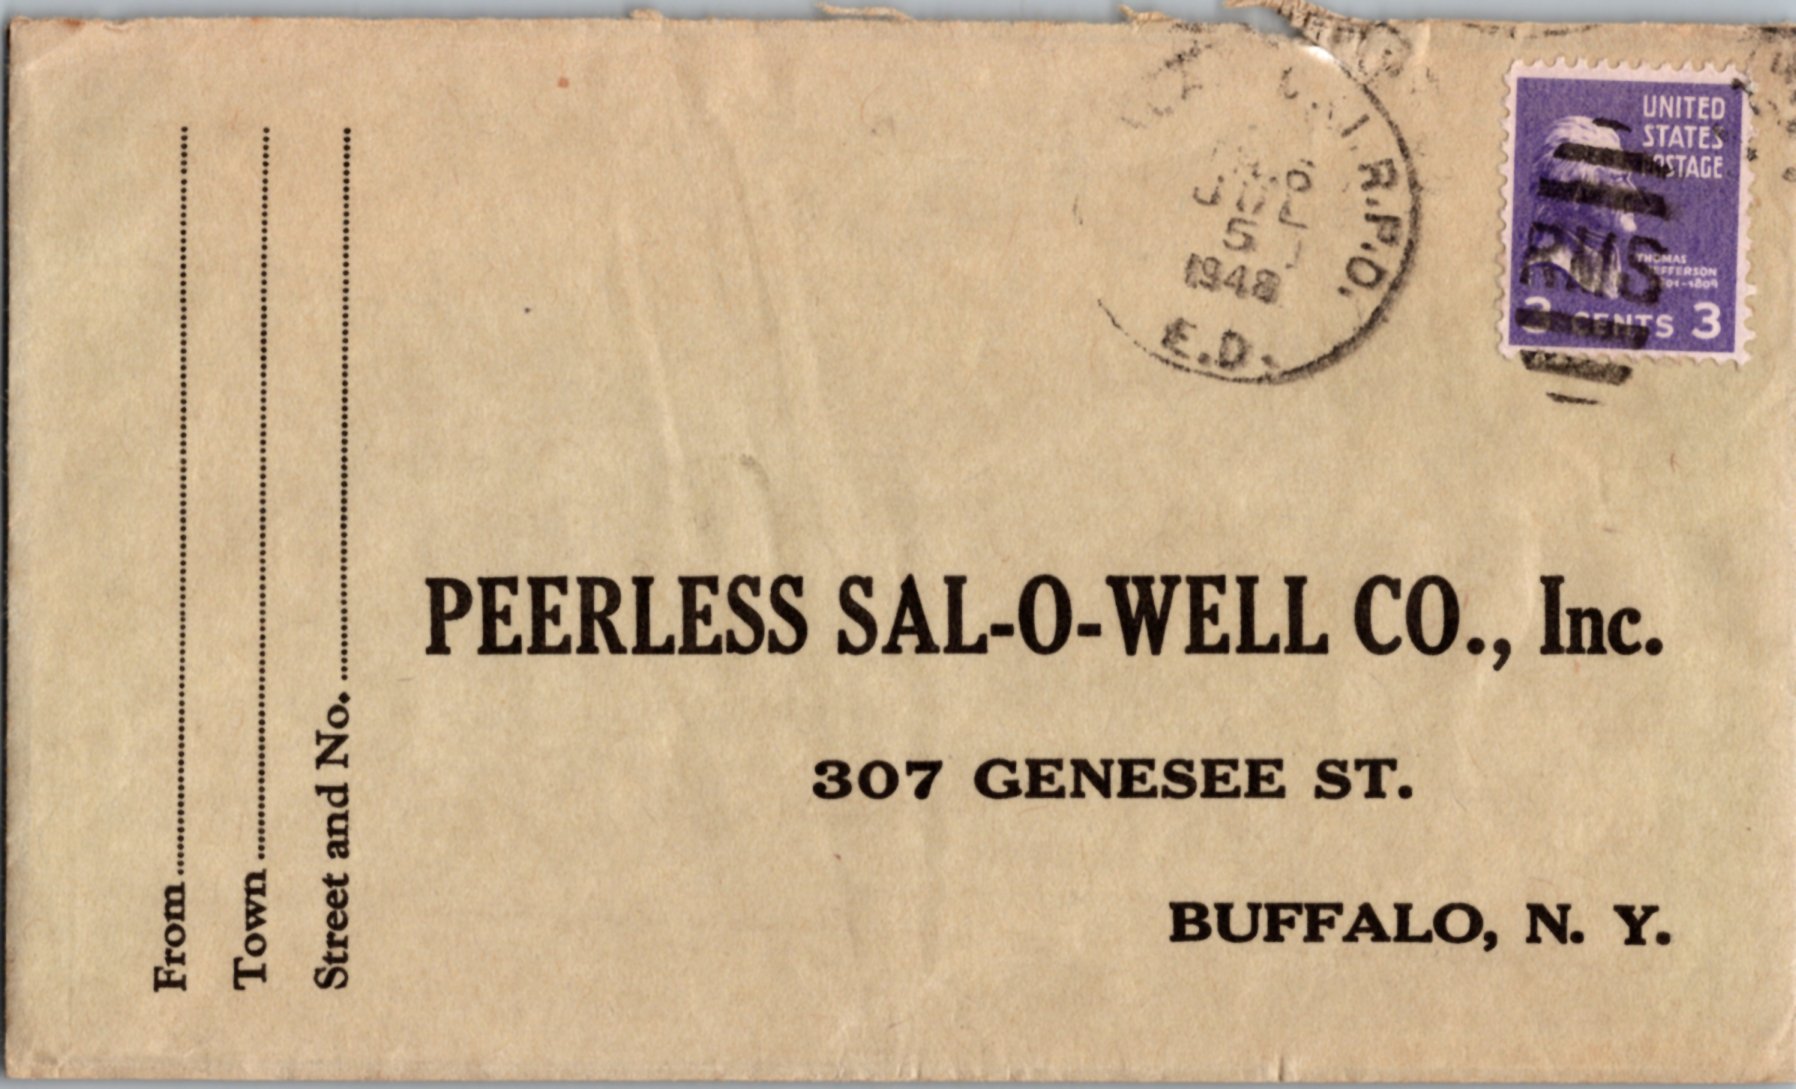 From
Town
Street and No.
R.P.O.
5
1948
E.D.
UNITED
STATES
POSTAGE
THOMAS
JEFFERSON
RMS
3 CENTS 3
PEERLESS SAL-O-WELL CO., Inc.
307 GENESEE ST.
BUFFALO, N. Y.